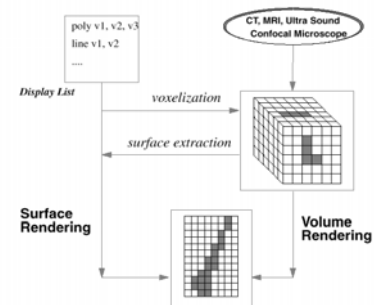 poly v1, v2, v3
line v1, v2
....
Display List
CT, MRI, Ultra Sound
Confocal Microscope
voxelization
surface extraction
Surface
Rendering
Volume
Rendering